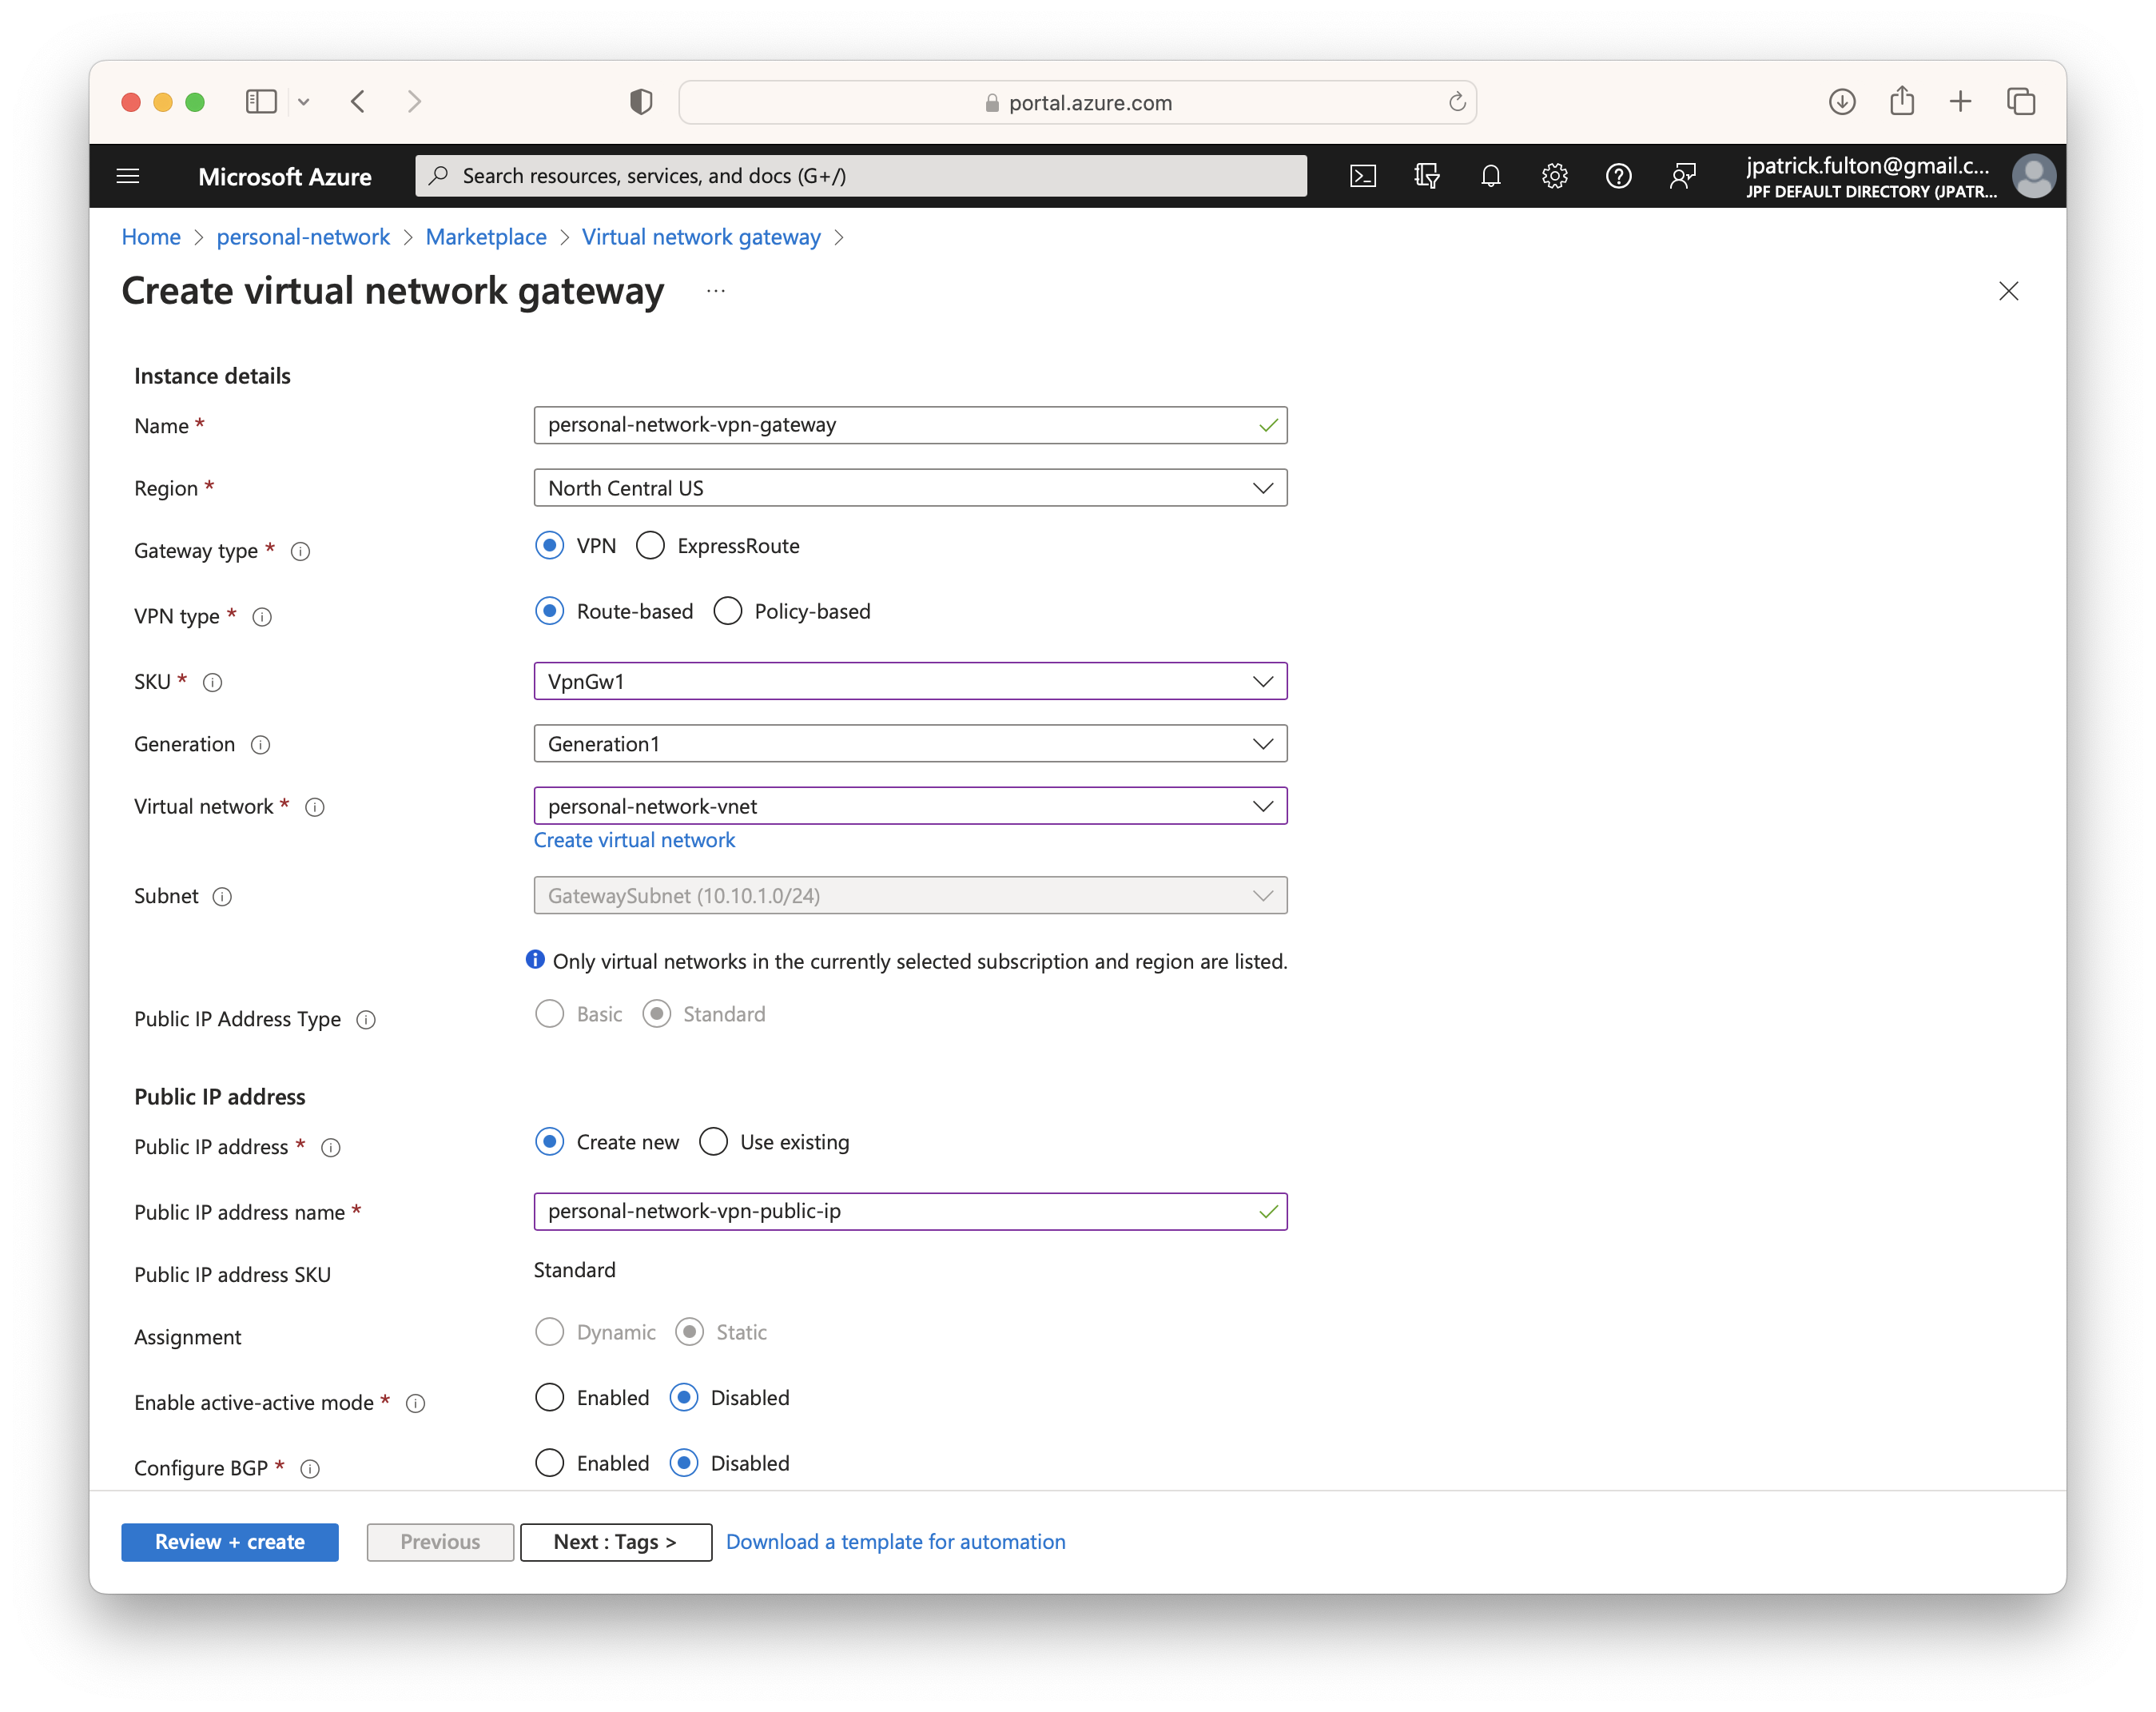 portal.azure.com
Microsoft Azure
Search resources, services, and docs (G+/)
jpatrick.fulton@gmail.c...
JPF DEFAULT DIRECTORY (JPATR...
Home > personal-network > Marketplace > Virtual network gateway >
Create virtual network gateway ...
Instance details
Name *
personal-network-vpn-gateway
Region *
North Central US
Gateway type *
VPN ExpressRoute
VPN type *
Route-based Policy-based
SKU *
VpnGw1
Generation
Generation1
Virtual network *
personal-network-vnet
Create virtual network
Subnet
GatewaySubnet (10.10.1.0/24)
Only virtual networks in the currently selected subscription and region are listed.
Public IP Address Type
Basic Standard
Public IP address
Public IP address *
Create new Use existing
Public IP address name *
personal-network-vpn-public-ip
Public IP address SKU
Standard
Assignment
Dynamic Static
Enable active-active mode *
Enabled Disabled
Configure BGP *
Enabled Disabled
Review + create Previous Next : Tags > Download a template for automation